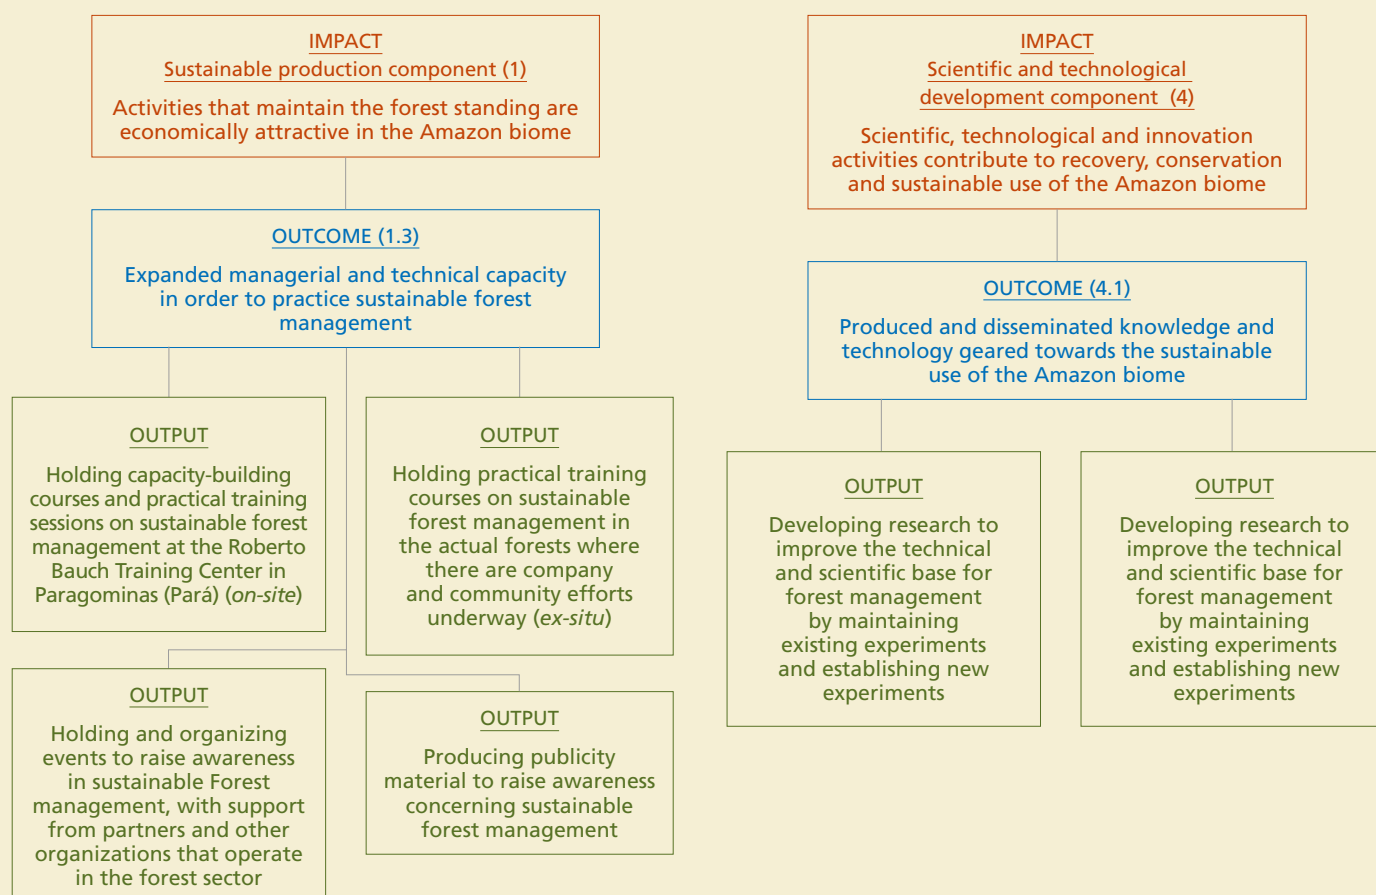 IMPACT
Sustainable production component (1)
Activities that maintain the forest standing are
economically attractive in the Amazon biome
OUTCOME (1.3)
Expanded managerial and technical capacity
in order to practice sustainable forest
management
OUTPUT
Holding capacity-building
courses and practical training
sessions on sustainable forest
management at the Roberto
Bauch Training Center in
Paragominas (Pará) (on-site)
OUTPUT
Holding practical training
courses on sustainable
forest management in
the actual forests where
there are company
and community efforts
underway (ex-situ)
OUTPUT
Holding and organizing
events to raise awareness
in sustainable Forest
management, with support
from partners and other
organizations that operate
in the forest sector
OUTPUT
Producing publicity
material to raise awareness
concerning sustainable
forest management
IMPACT
Scientific and technological
development component (4)
Scientific, technological and innovation
activities contribute to recovery, conservation
and sustainable use of the Amazon biome
OUTCOME (4.1)
Produced and disseminated knowledge and
technology geared towards the sustainable
use of the Amazon biome
OUTPUT
Developing research to
improve the technical
and scientific base for
forest management
by maintaining
existing experiments
and establishing new
experiments
OUTPUT
Developing research to
improve the technical
and scientific base for
forest management
by maintaining
existing experiments
and establishing new
experiments